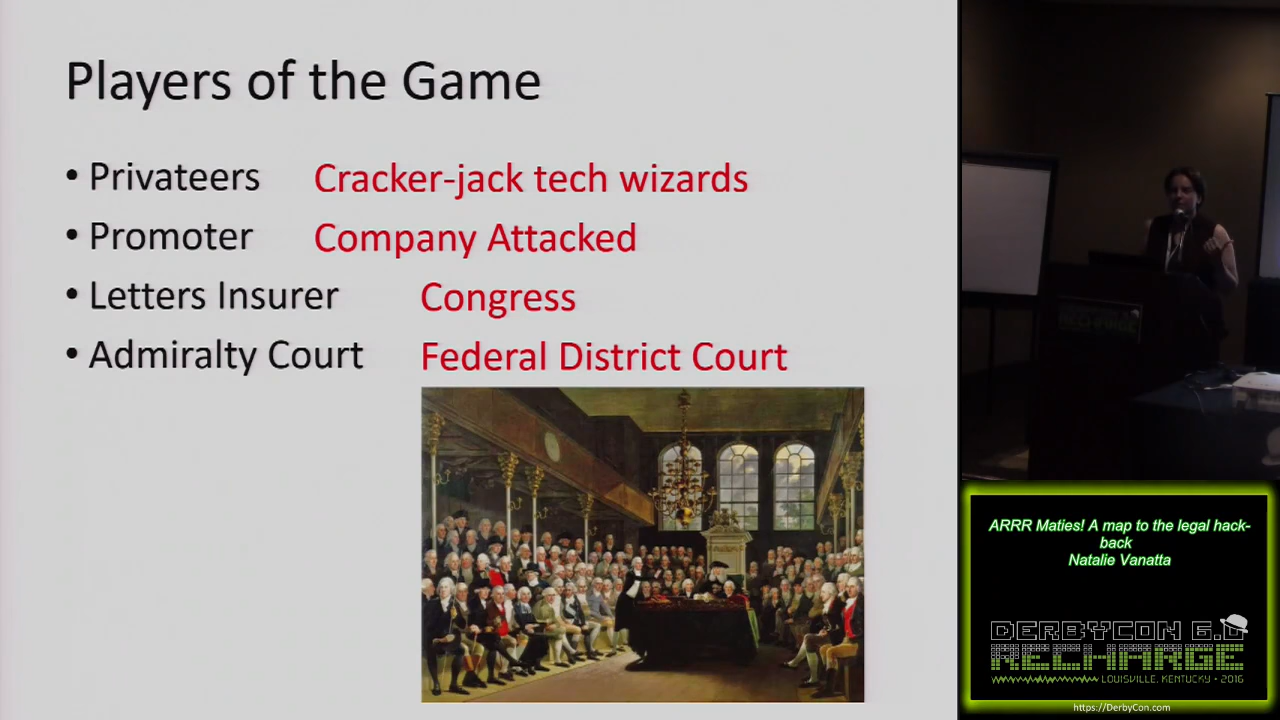 Players of the Game
• Privateers Cracker-jack tech wizards
• Promoter Company Attacked
• Letters Insurer Congress
• Admiralty Court Federal District Court
RECHARGE
ARRR Maties! A map to the legal hack-
back
Natalie Vanatta
DERBYCON 6.0
RECHARGE
LOUISVILLE, KENTUCKY • 2016
https://DerbyCon.com